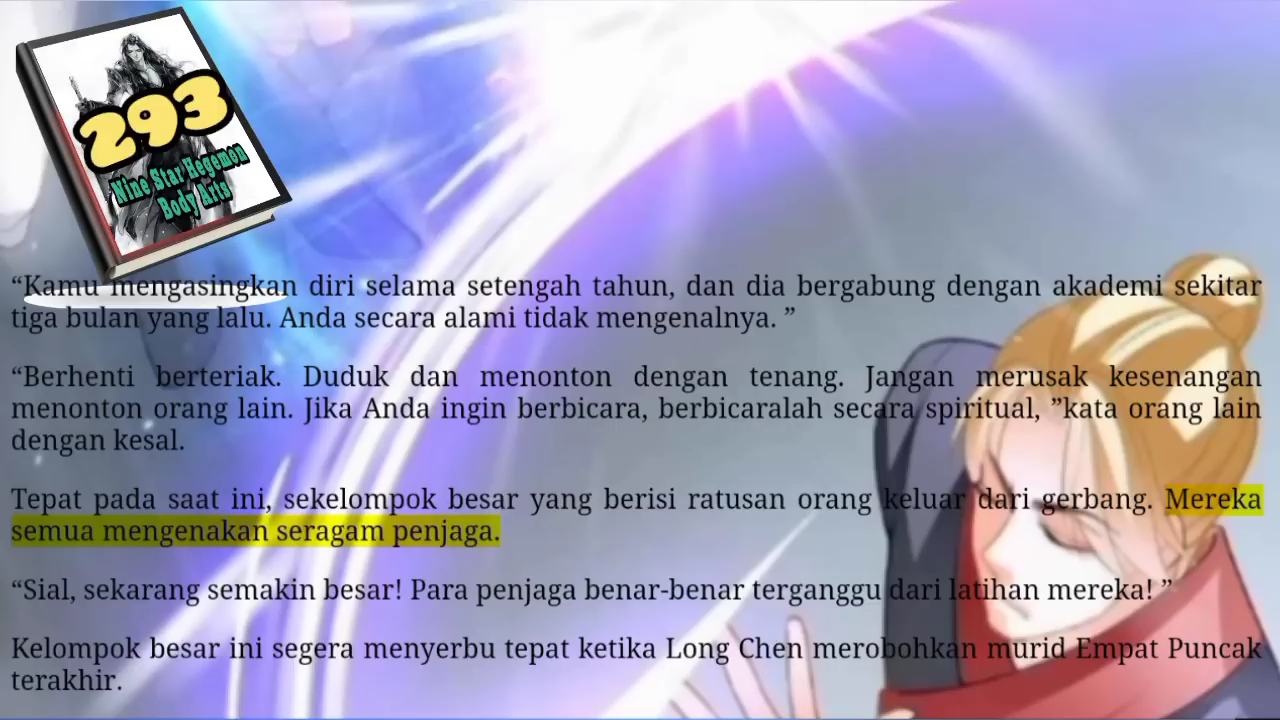 293
Nine Star Hegemon
Body Arts
“Kamu mengasingkan diri selama setengah tahun, dan dia bergabung dengan akademi sekitar
tiga bulan yang lalu. Anda secara alami tidak mengenalnya. ”
“Berhenti berteriak. Duduk dan menonton dengan tenang. Jangan merusak kesenangan
menonton orang lain. Jika Anda ingin berbicara, berbicaralah secara spiritual, ”kata orang lain
dengan kesal.
Tepat pada saat ini, sekelompok besar yang berisi ratusan orang keluar dari gerbang. Mereka
semua mengenakan seragam penjaga.
“Sial, sekarang semakin besar! Para penjaga benar-benar terganggu dari latihan mereka! ”
Kelompok besar ini segera menyerbu tepat ketika Long Chen merobohkan murid Empat Puncak
terakhir.